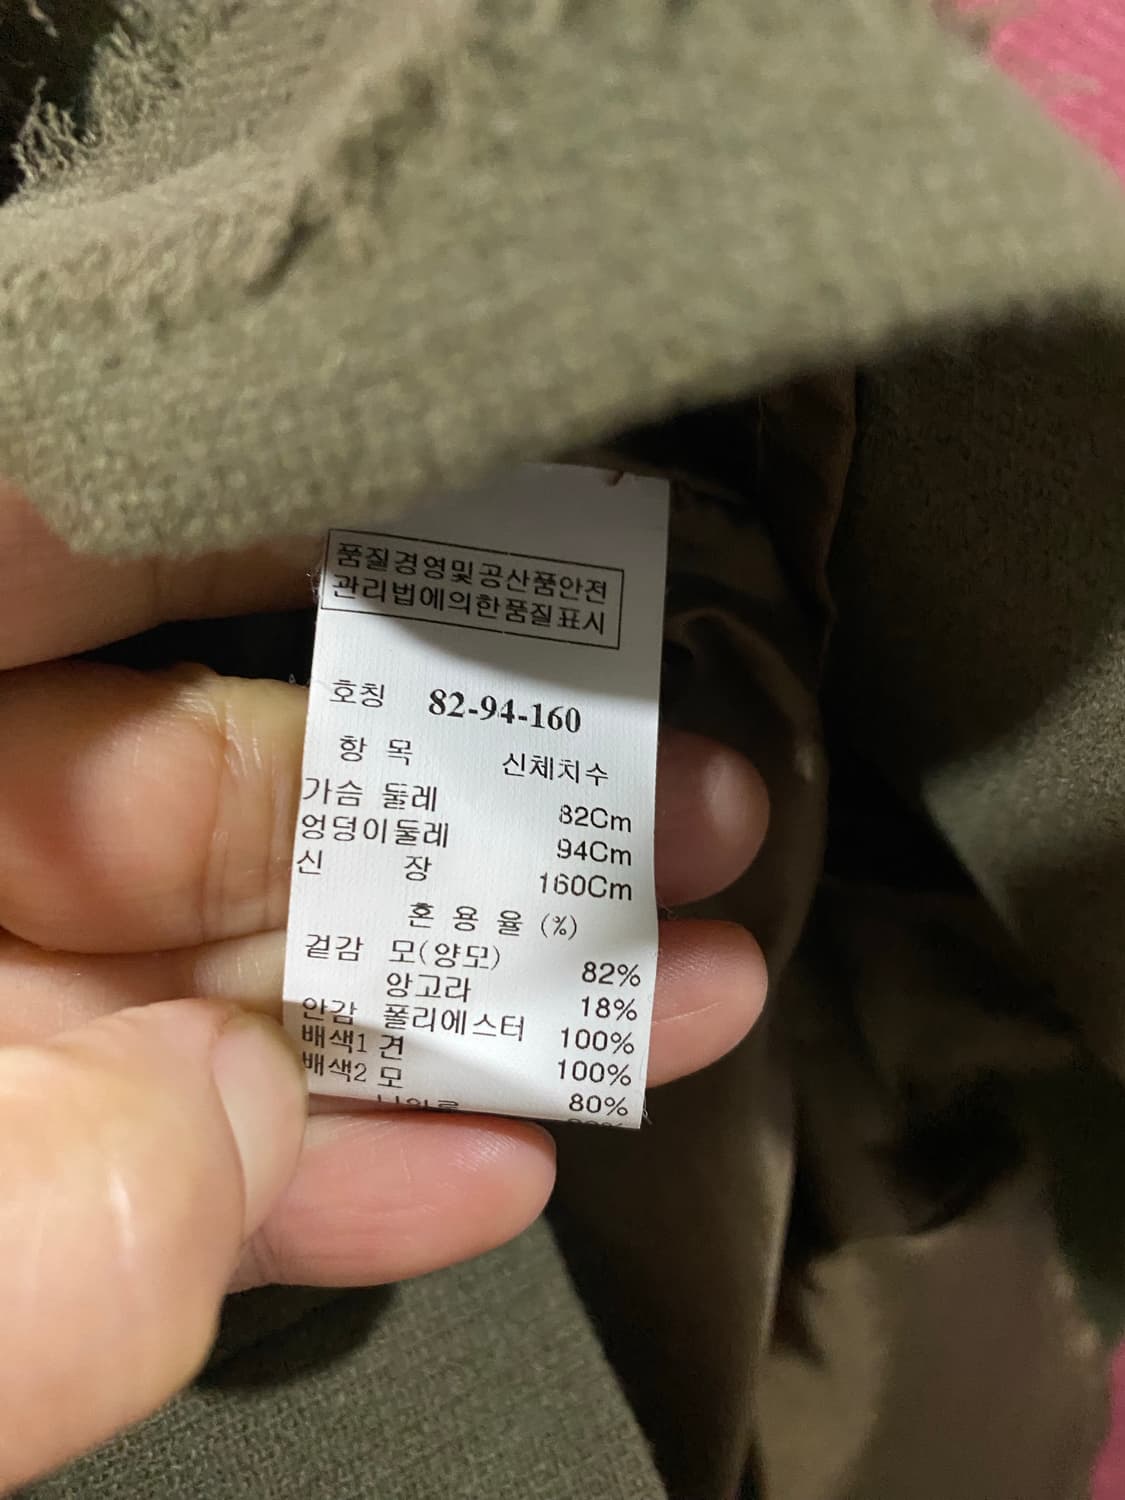 품질경영및공산품안전
관리법에의한품질표시
호칭 82-94-160
항 목 신체치수
가슴 둘레 82Cm
엉덩이둘레 94Cm
신 장 160Cm
혼 용 율 (%)
겉감 모(양모) 82%
앙고라 18%
안감 폴리에스터 100%
배색1 견 100%
배색2 모 80%